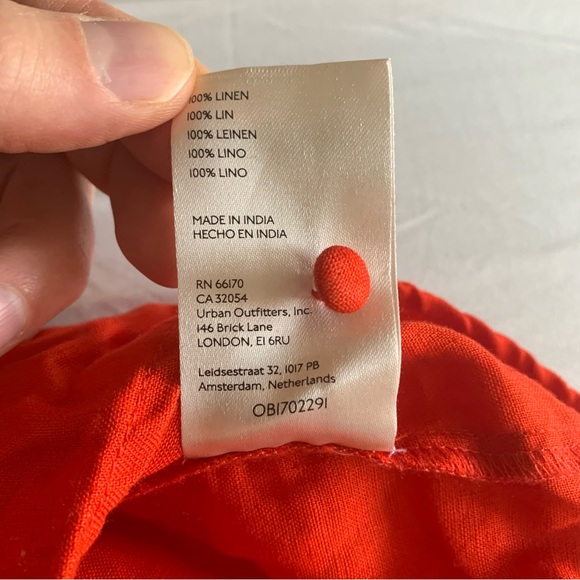 100% LINEN
100% LIN
100% LEINEN
100% LINO
100% LINO
MADE IN INDIA
HECHO EN INDIA
RN 66170
CA 32054
Urban Outfitters, Inc.
146 Brick Lane
LONDON, E1 6RU
Leidsestraat 32, 1017 PB
Amsterdam, Netherlands
OB1702291